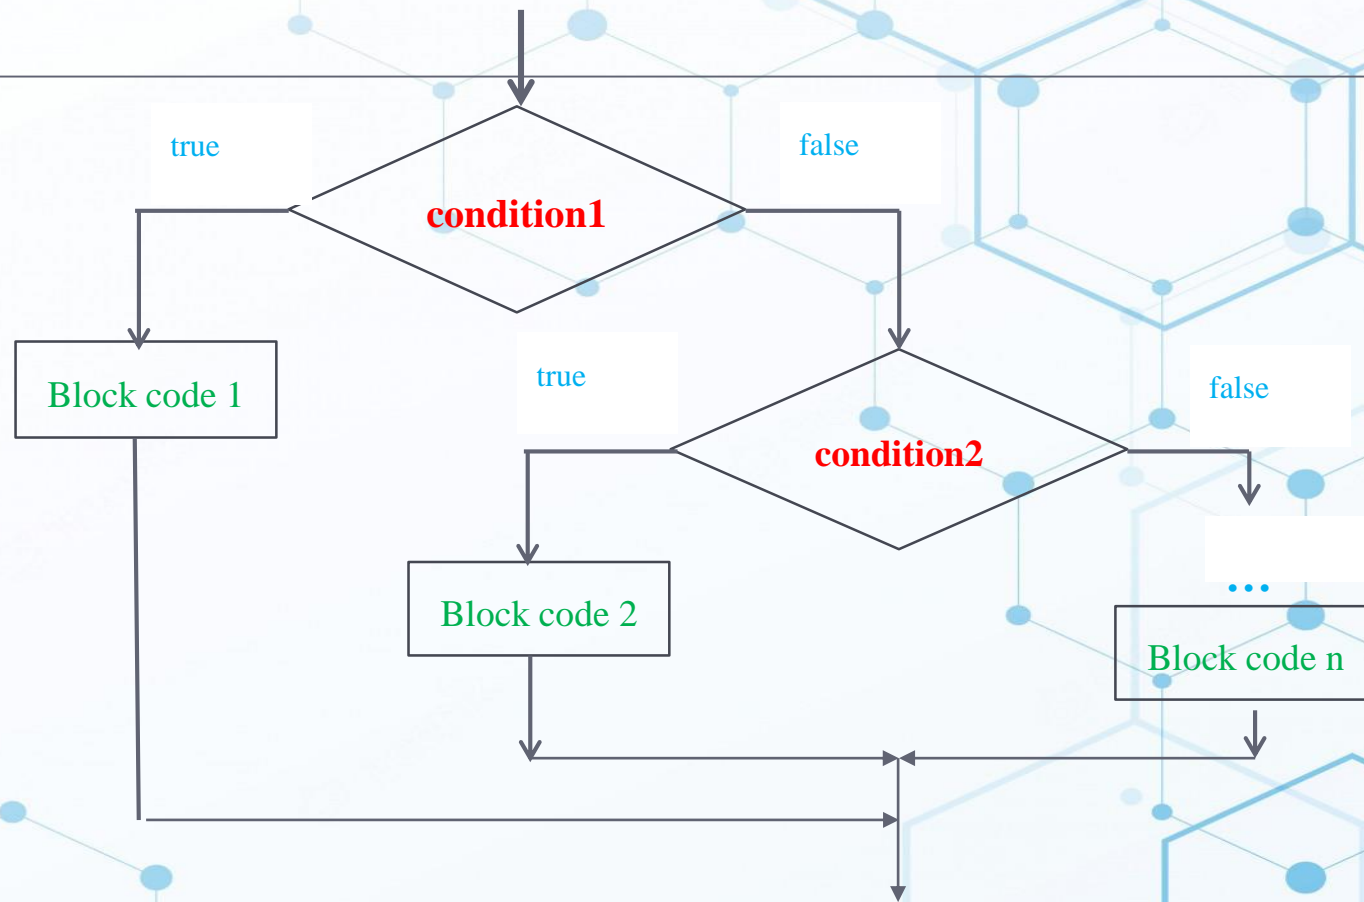 true
false
condition1
Block code 1
true
false
condition2
Block code 2
...
Block code n